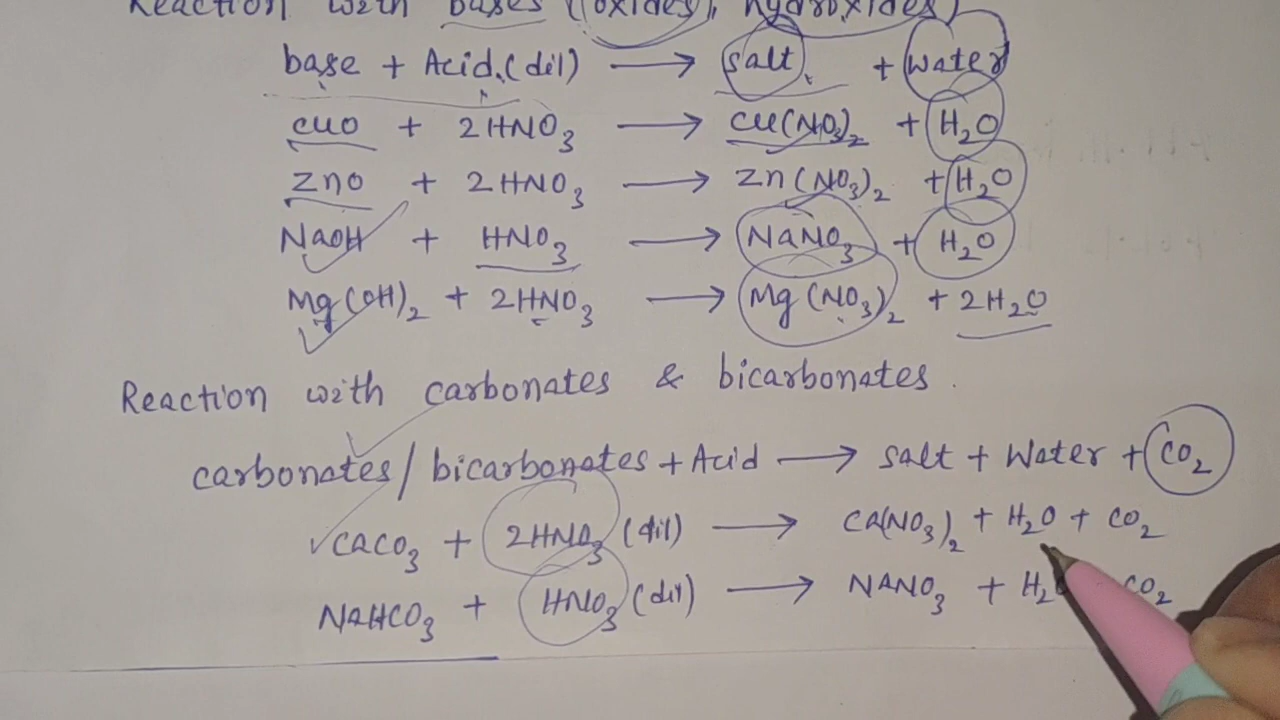 Reaction with bases (oxides), hydroxides)
base + Acid (dil) ⟶ salt + water
CuO + 2HNO₃ ⟶ Cu(NO₃)₂ + H₂O
ZnO + 2HNO₃ ⟶ Zn(NO₃)₂ + H₂O
NaOH + HNO₃ ⟶ NaNO₃ + H₂O
Mg(OH)₂ + 2HNO₃ ⟶ Mg(NO₃)₂ + 2H₂O
Reaction with carbonates & bicarbonates.
carbonates/bicarbonates + Acid ⟶ salt + Water + CO₂
CACO₃ + 2HNO₃ (dil) ⟶ CA(NO₃)₂ + H₂O + CO₂
NAHCO₃ + HNO₃ (dil) ⟶ NANO₃ + H₂O CO₂